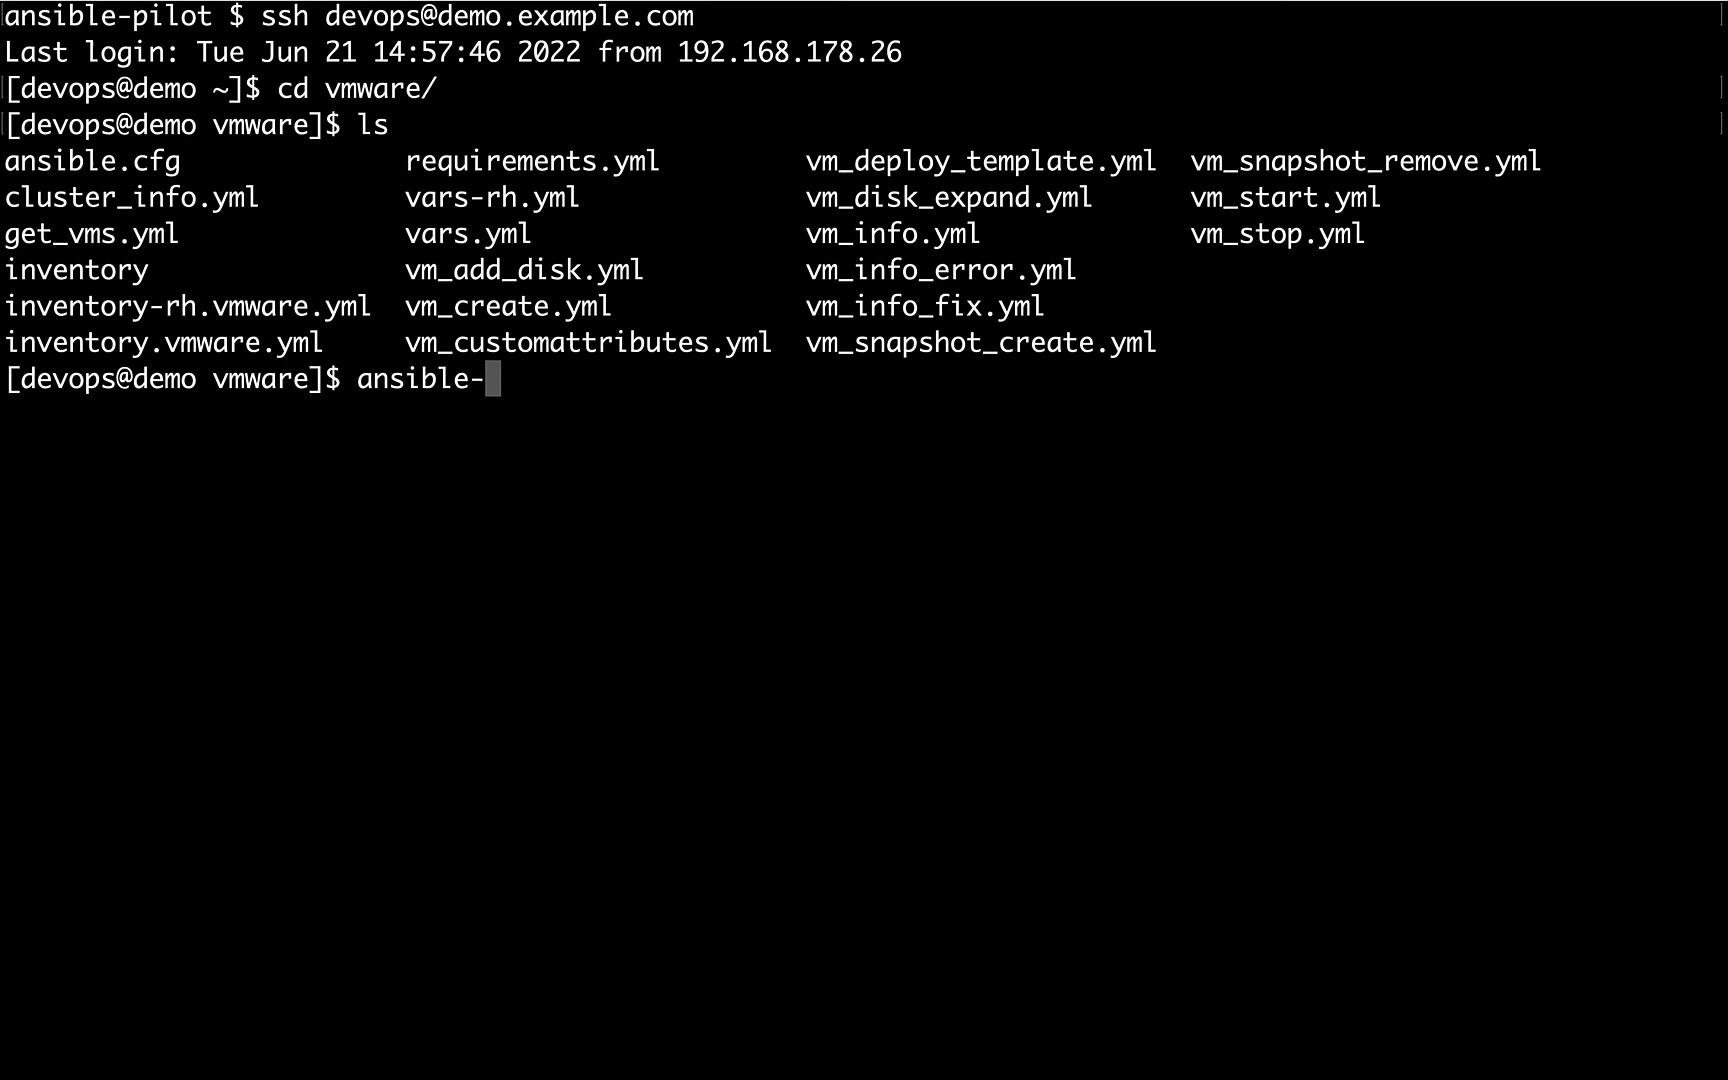 ansible-pilot $ ssh devops@demo.example.com
Last login: Tue Jun 21 14:57:46 2022 from 192.168.178.26
[devops@demo ~]$ cd vmware/
[devops@demo vmware]$ ls
ansible.cfg              requirements.yml         vm_deploy_template.yml  vm_snapshot_remove.yml
cluster_info.yml         vars-rh.yml              vm_disk_expand.yml      vm_start.yml
get_vms.yml              vars.yml                 vm_info.yml             vm_stop.yml
inventory                vm_add_disk.yml          vm_info_error.yml
inventory-rh.vmware.yml  vm_create.yml            vm_info_fix.yml
inventory.vmware.yml     vm_customattributes.yml  vm_snapshot_create.yml
[devops@demo vmware]$ ansible-